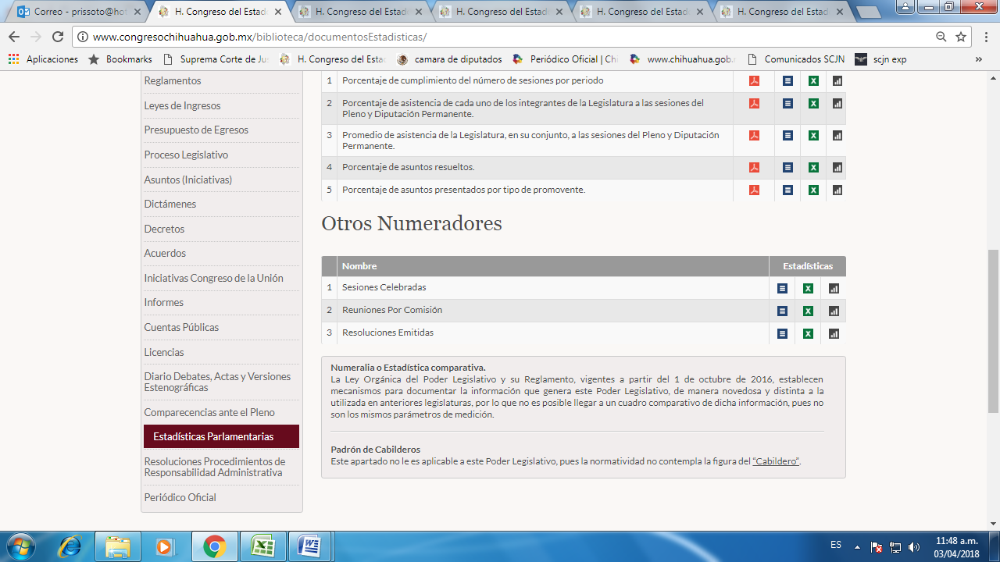 Correo - prissoto@ho
H. Congreso del Estad
H. Congreso del Estad
H. Congreso del Estad
H. Congreso del Estad
H. Congreso del Estad
www.congresochihuahua.gob.mx/biblioteca/documentosEstadisticas/
Aplicaciones
Bookmarks
Suprema Corte de Jus
H. Congreso del Estad
camara de diputados
Periódico Oficial | Chi
www.chihuahua.gob.m
Comunicados SCJN
scjn exp
»
Reglamentos
Leyes de Ingresos
Presupuesto de Egresos
Proceso Legislativo
Asuntos (Iniciativas)
Dictámenes
Decretos
Acuerdos
Iniciativas Congreso de la Unión
Informes
Cuentas Públicas
Licencias
Diario Debates, Actas y Versiones
Estenográficas
Comparecencias ante el Pleno
Estadísticas Parlamentarias
Resoluciones Procedimientos de
Responsabilidad Administrativa
Periódico Oficial
1 Porcentaje de cumplimiento del número de sesiones por periodo
2 Porcentaje de asistencia de cada uno de los integrantes de la Legislatura a las sesiones del
Pleno y Diputación Permanente.
3 Promedio de asistencia de la Legislatura, en su conjunto, a las sesiones del Pleno y Diputación
Permanente.
4 Porcentaje de asuntos resueltos.
5 Porcentaje de asuntos presentados por tipo de promovente.
Otros Numeradores
Nombre Estadísticas
1 Sesiones Celebradas
2 Reuniones Por Comisión
3 Resoluciones Emitidas
Numeralia o Estadística comparativa.
La Ley Orgánica del Poder Legislativo y su Reglamento, vigentes a partir del 1 de octubre de 2016, establecen
mecanismos para documentar la información que genera este Poder Legislativo, de manera novedosa y distinta a la
utilizada en anteriores legislaturas, por lo que no es posible llegar a un cuadro comparativo de dicha información, pues no
son los mismos parámetros de medición.
Padrón de Cabilderos
Este apartado no le es aplicable a este Poder Legislativo, pues la normatividad no contempla la figura del “Cabildero”.
ES
11:48 a.m.
03/04/2018